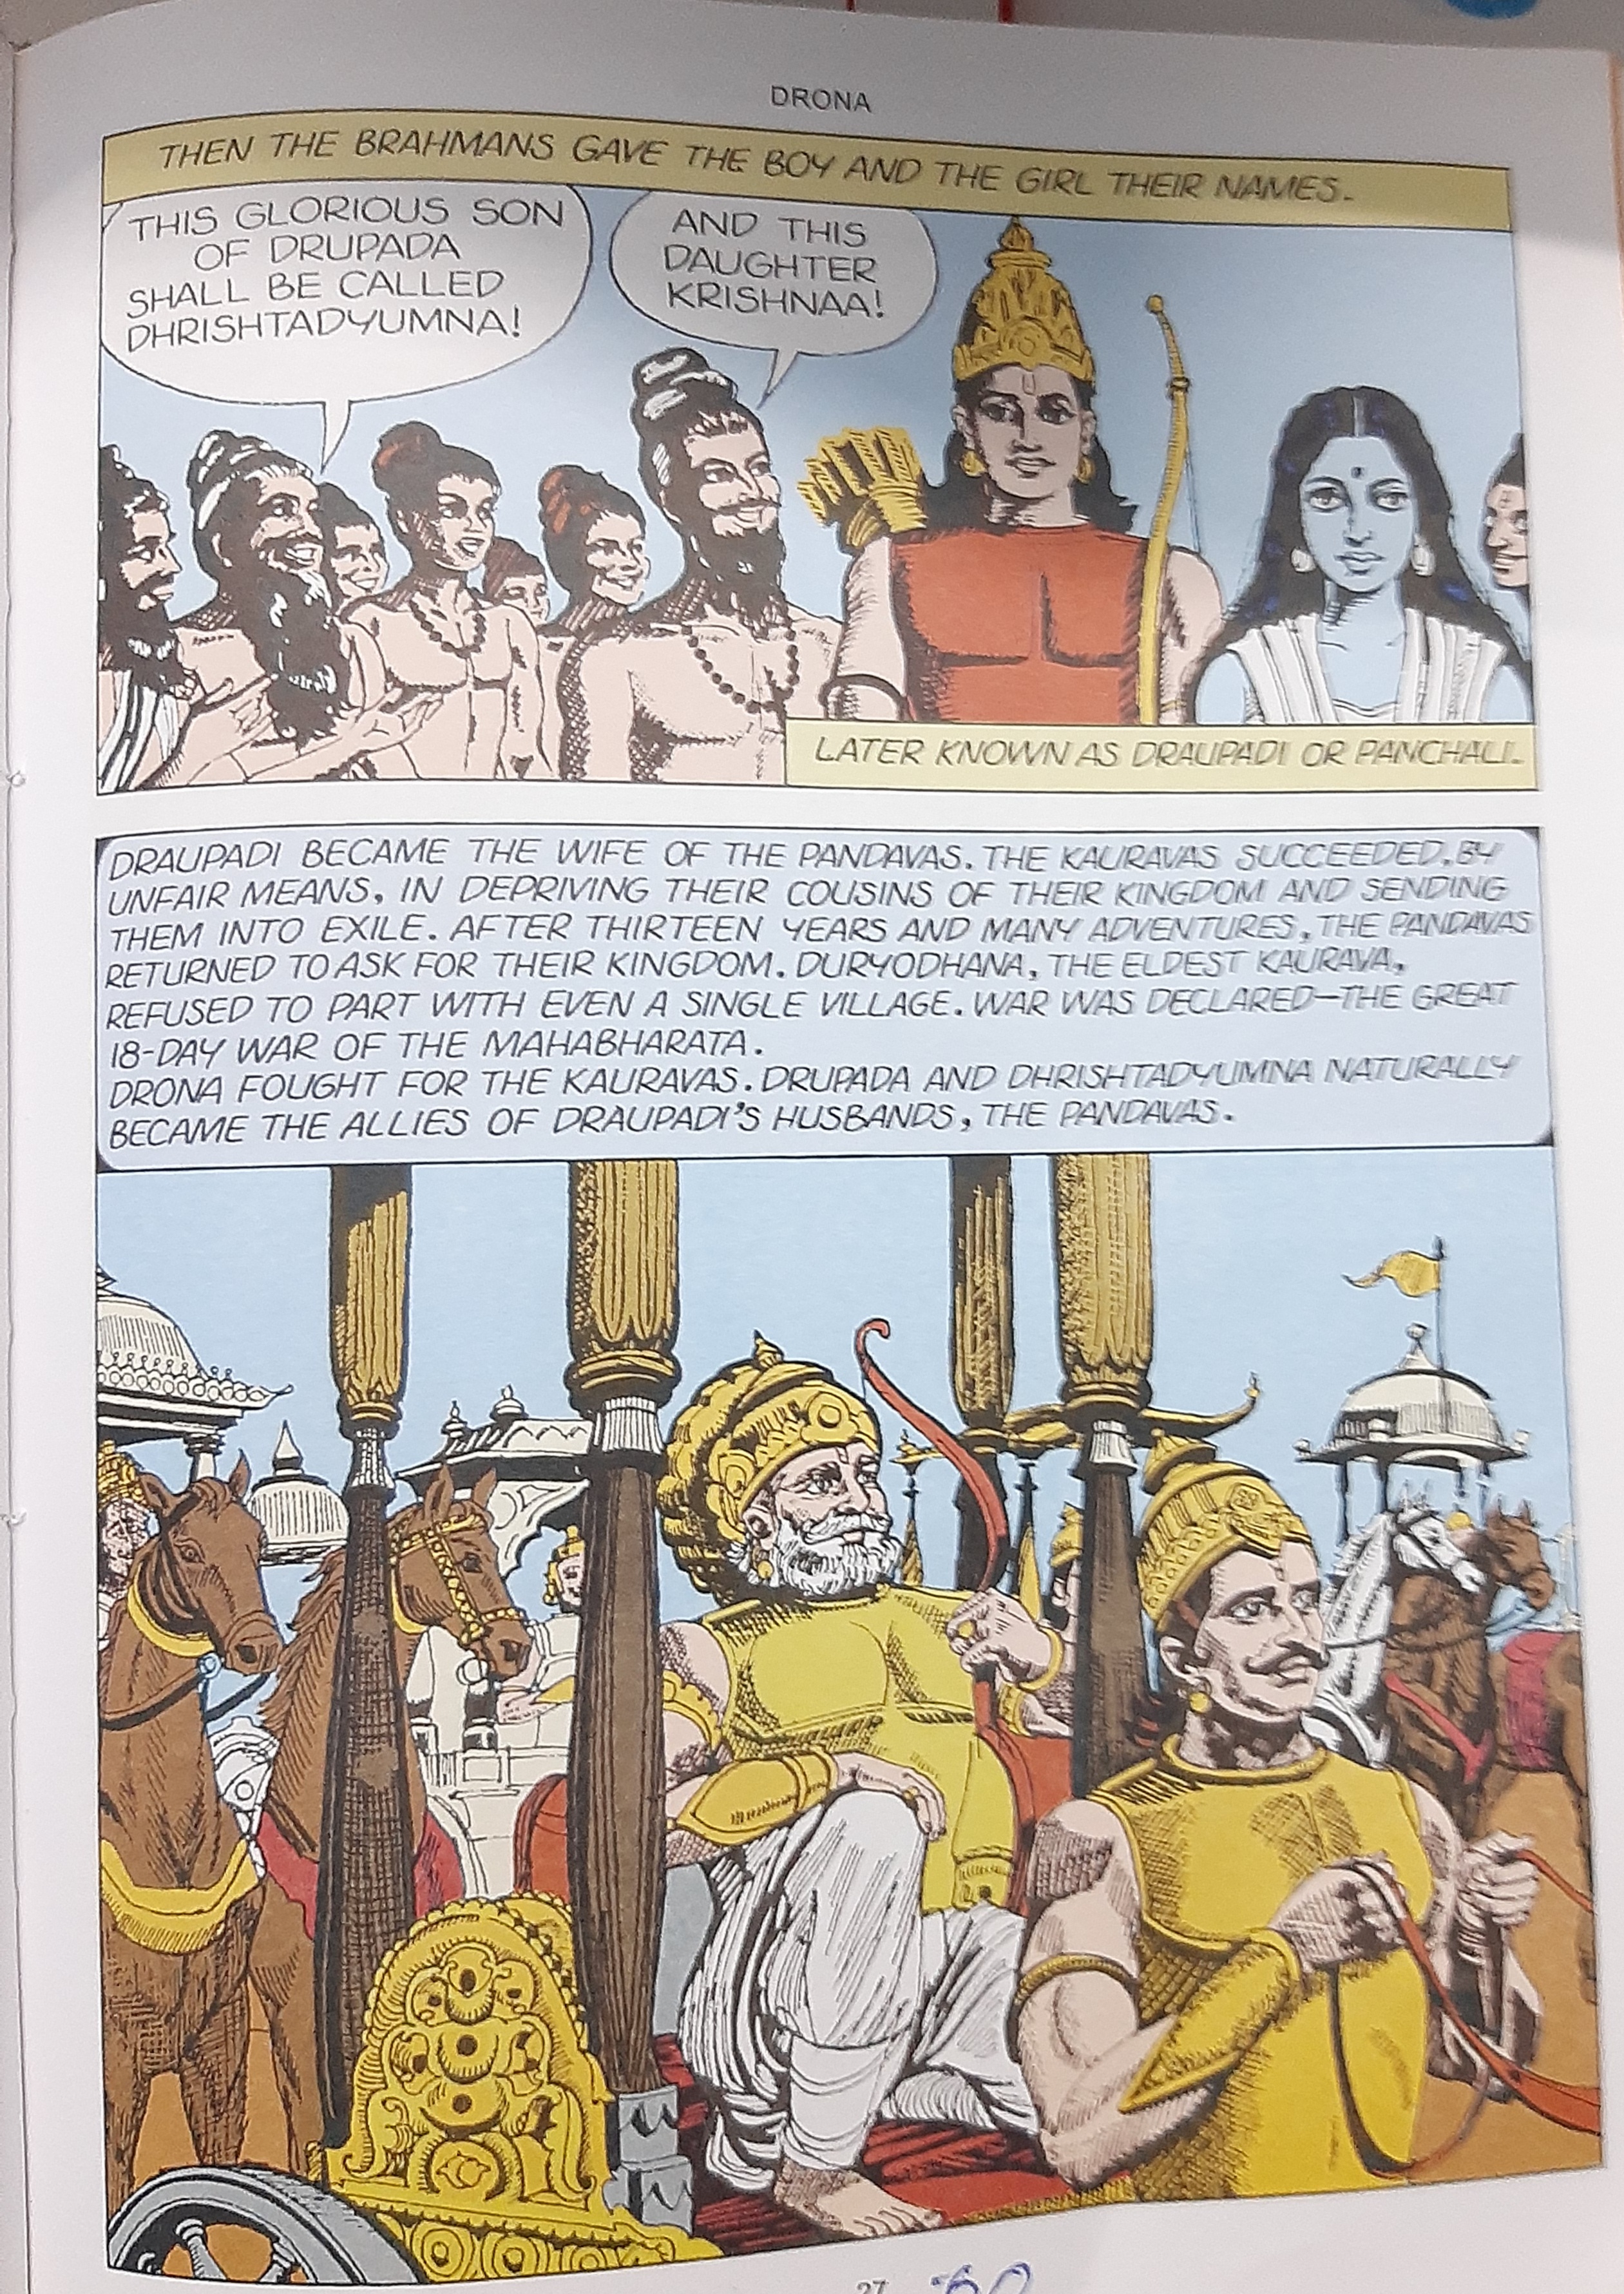 DRONA
THEN THE BRAHMANS GAVE THE BOY AND THE GIRL THEIR NAMES.
THIS GLORIOUS SON
OF DRUPADA
SHALL BE CALLED
DHRISHTADYUMNA!
AND THIS
DAUGHTER
KRISHNAA!
LATER KNOWN AS DRAUPADI OR PANCHALI.
DRAUPADI BECAME THE WIFE OF THE PANDAVAS. THE KAURAVAS SUCCEEDED, BY
UNFAIR MEANS, IN DEPRIVING THEIR COUSINS OF THEIR KINGDOM AND SENDING
THEM INTO EXILE. AFTER THIRTEEN YEARS AND MANY ADVENTURES, THE PANDAVAS
RETURNED TO ASK FOR THEIR KINGDOM. DURYODHANA, THE ELDEST KAURAVA,
REFUSED TO PART WITH EVEN A SINGLE VILLAGE. WAR WAS DECLARED—THE GREAT
18-DAY WAR OF THE MAHABHARATA.
DRONA FOUGHT FOR THE KAURAVAS. DRUPADA AND DHRISHTADYUMNA NATURALLY
BECAME THE ALLIES OF DRAUPADI'S HUSBANDS, THE PANDAVAS.
27